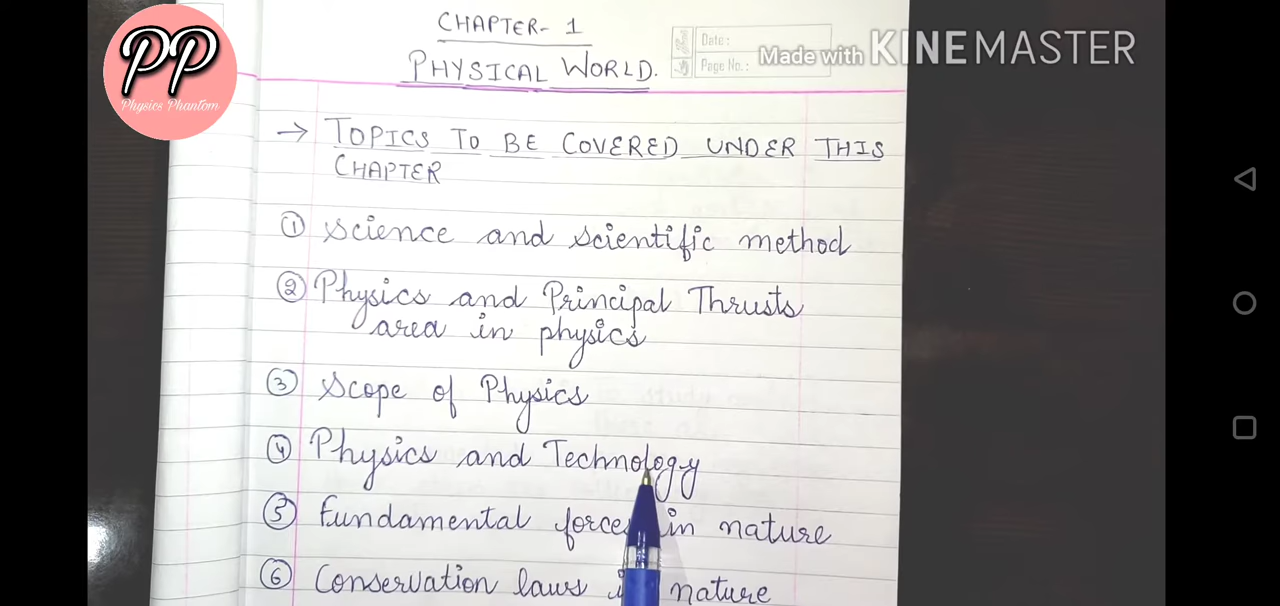 PP
Physics Phantom
CHAPTER- 1
PHYSICAL WORLD.
Date :
Page No. :
Made with KINEMASTER
→ TOPICS TO BE COVERED UNDER THIS
CHAPTER
① Science and scientific method
② Physics and Principal Thrusts
area in physics
③ Scope of Physics
④ Physics and Technology
⑤ Fundamental forces in nature
⑥ Conservation laws in nature